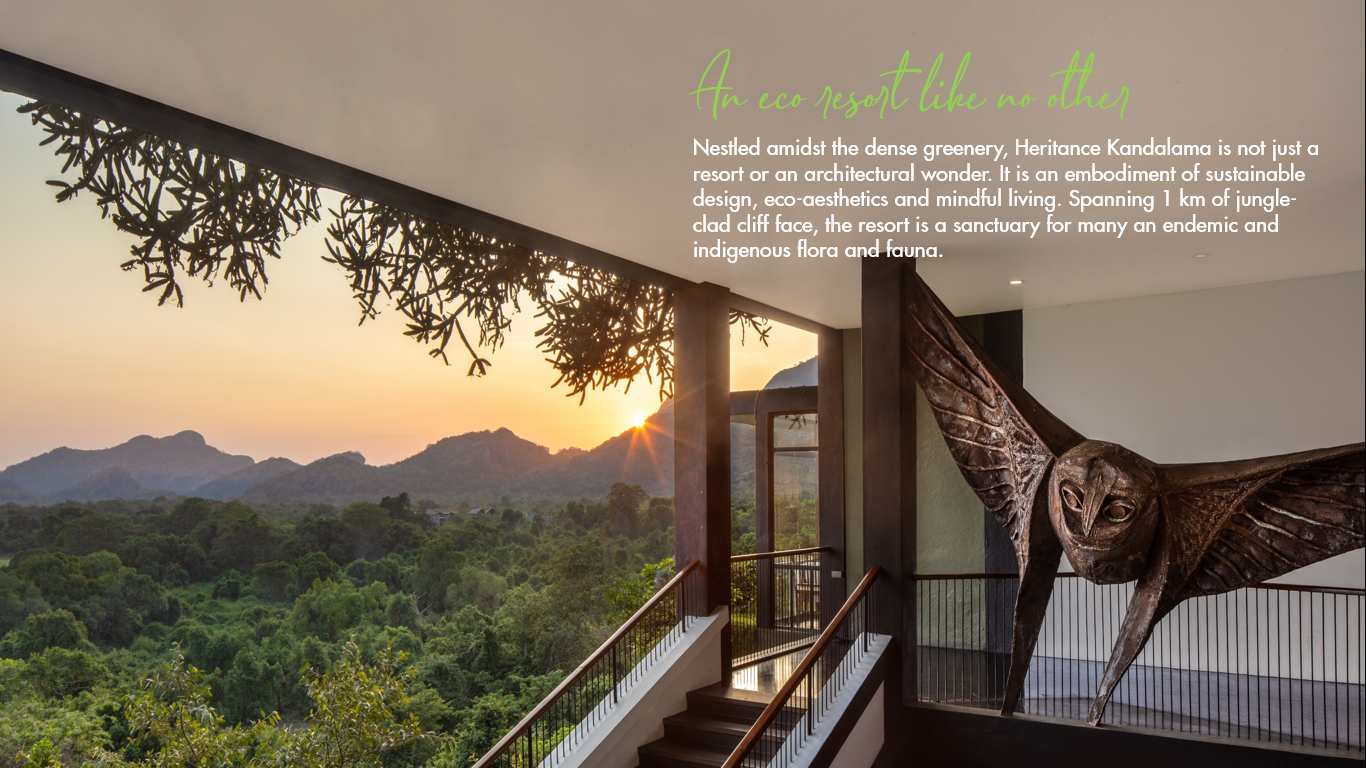 An eco resort like no other
Nestled amidst the dense greenery, Heritance Kandalama is not just a
resort or an architectural wonder. It is an embodiment of sustainable
design, eco-aesthetics and mindful living. Spanning 1 km of jungle-
clad cliff face, the resort is a sanctuary for many an endemic and
indigenous flora and fauna.